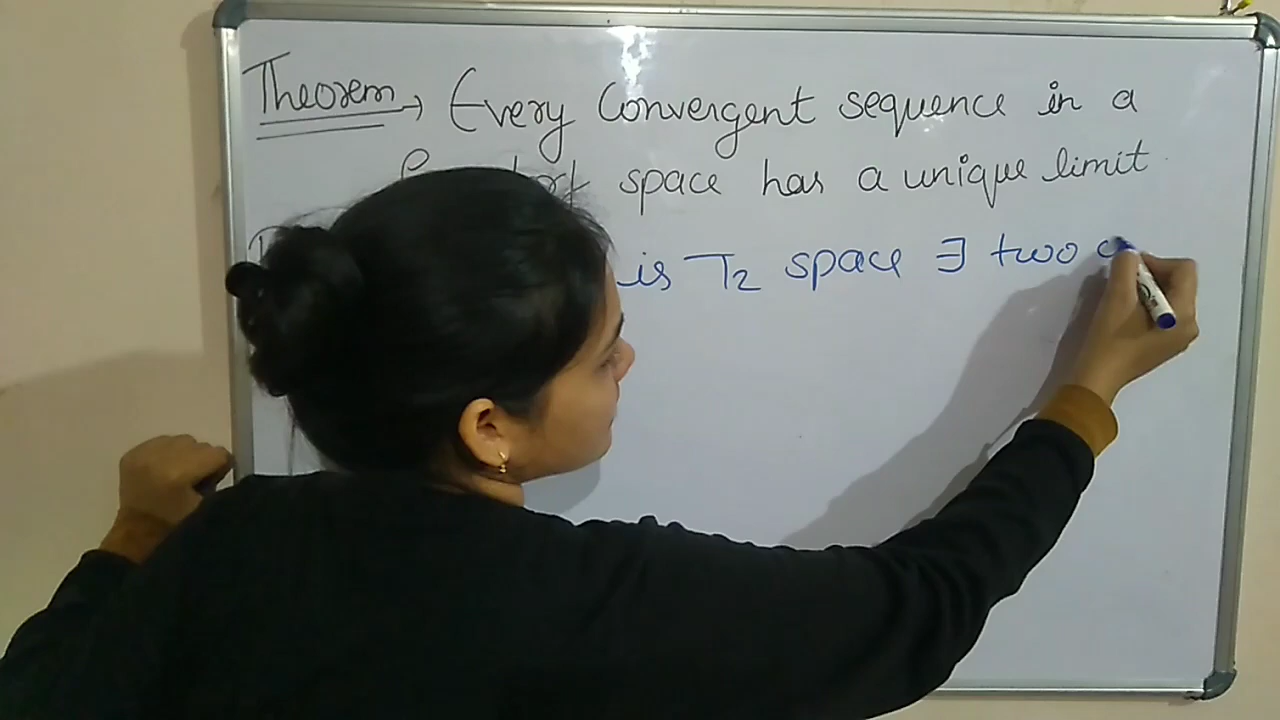 Theorem → Every Convergent sequence in a
space has a unique limit
is T2 space ∃ two